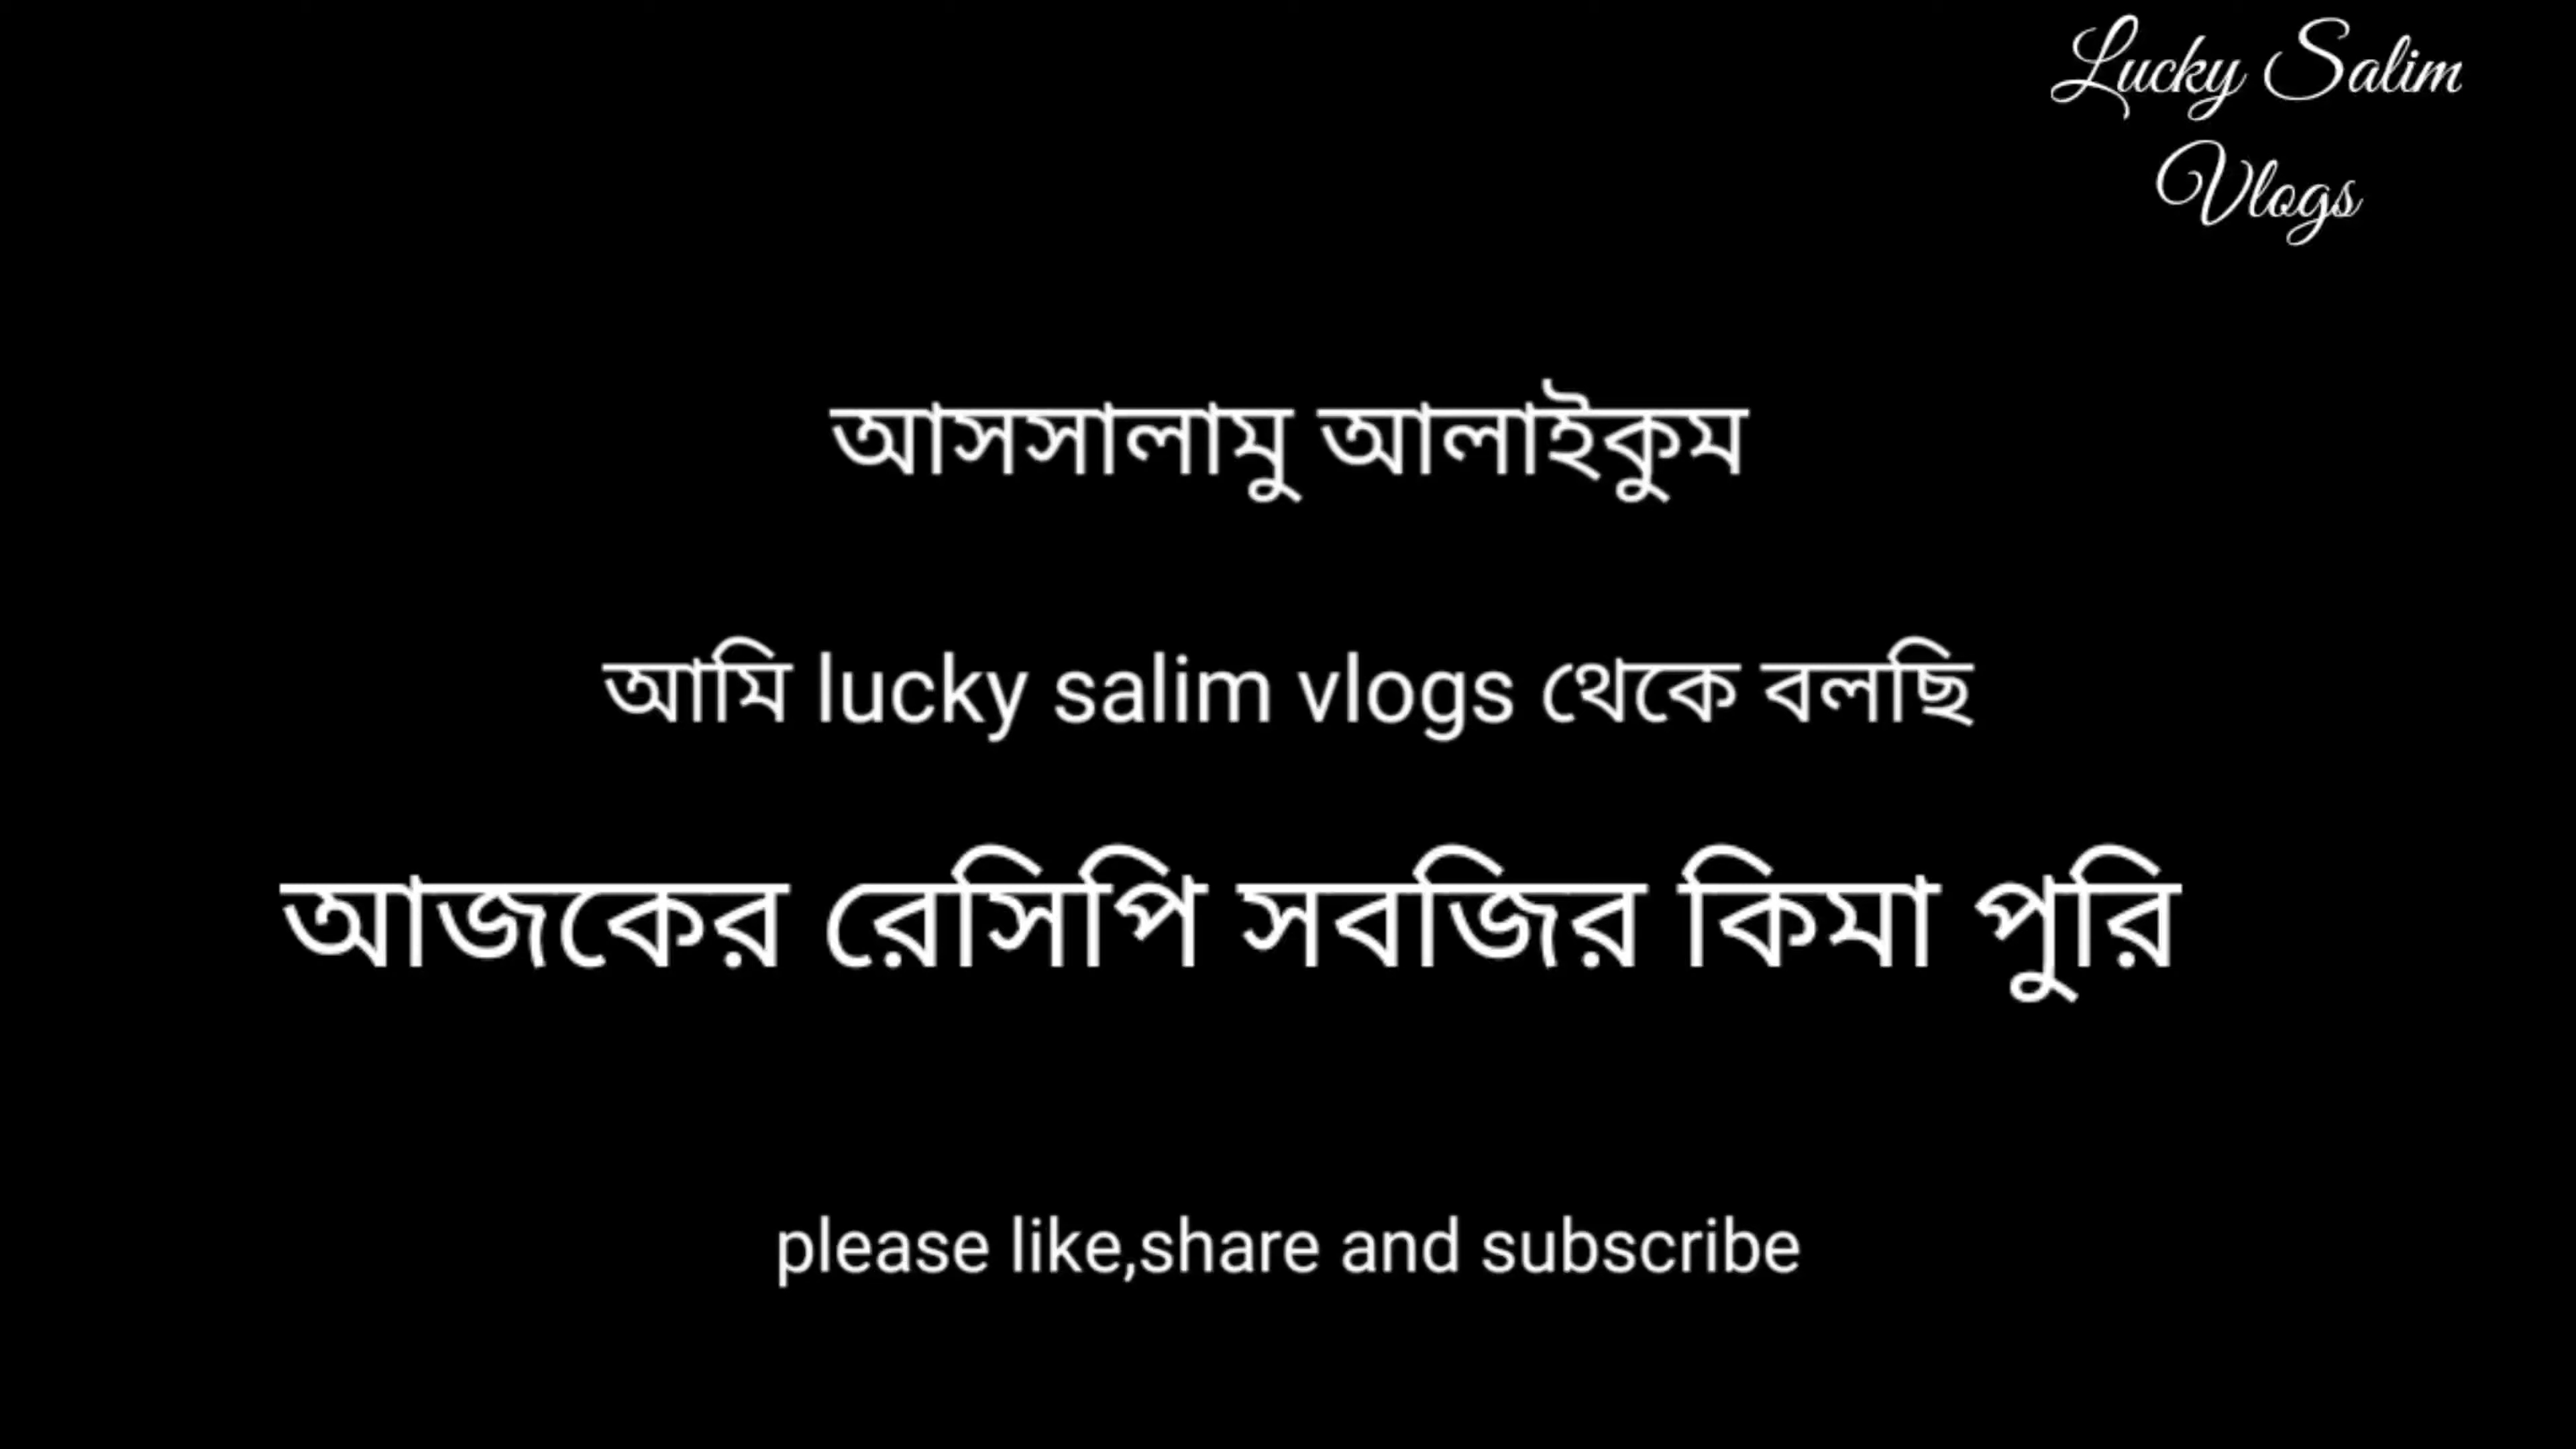 Lucky Salim
Vlogs
আসসালামু আলাইকুম
আমি lucky salim vlogs থেকে বলছি
আজকের রেসিপি সবজির কিমা পুরি
please like,share and subscribe